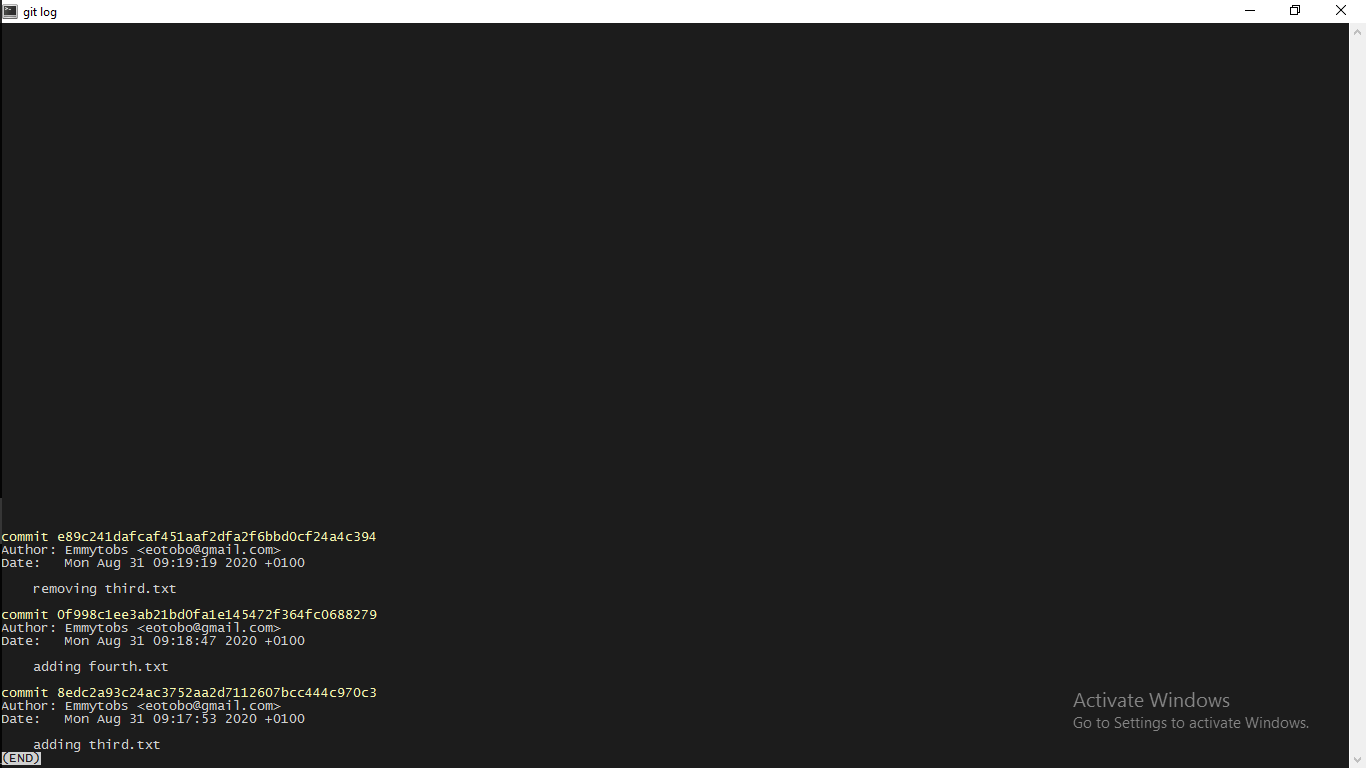 git log
commit e89c241dafcaf451aaf2dfa2f6bbd0cf24a4c394
Author: Emmytobs <eotobo@gmail.com>
Date:   Mon Aug 31 09:19:19 2020 +0100
    removing third.txt
commit 0f998c1ee3ab21bd0fa1e145472f364fc0688279
Author: Emmytobs <eotobo@gmail.com>
Date:   Mon Aug 31 09:18:47 2020 +0100
    adding fourth.txt
commit 8edc2a93c24ac3752aa2d7112607bcc444c970c3
Author: Emmytobs <eotobo@gmail.com>
Date:   Mon Aug 31 09:17:53 2020 +0100
    adding third.txt
(END)
Activate Windows
Go to Settings to activate Windows.